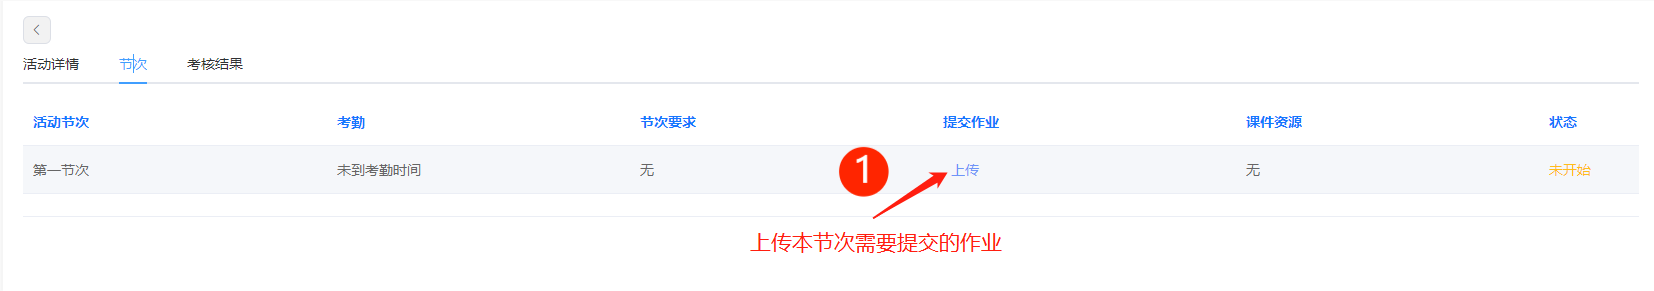 活动详情 节次 考核结果
活动节次 考勤 节次要求 提交作业 课件资源 状态
第一节次 未到考勤时间 无 1 上传 无 未开始
上传本节次需要提交的作业